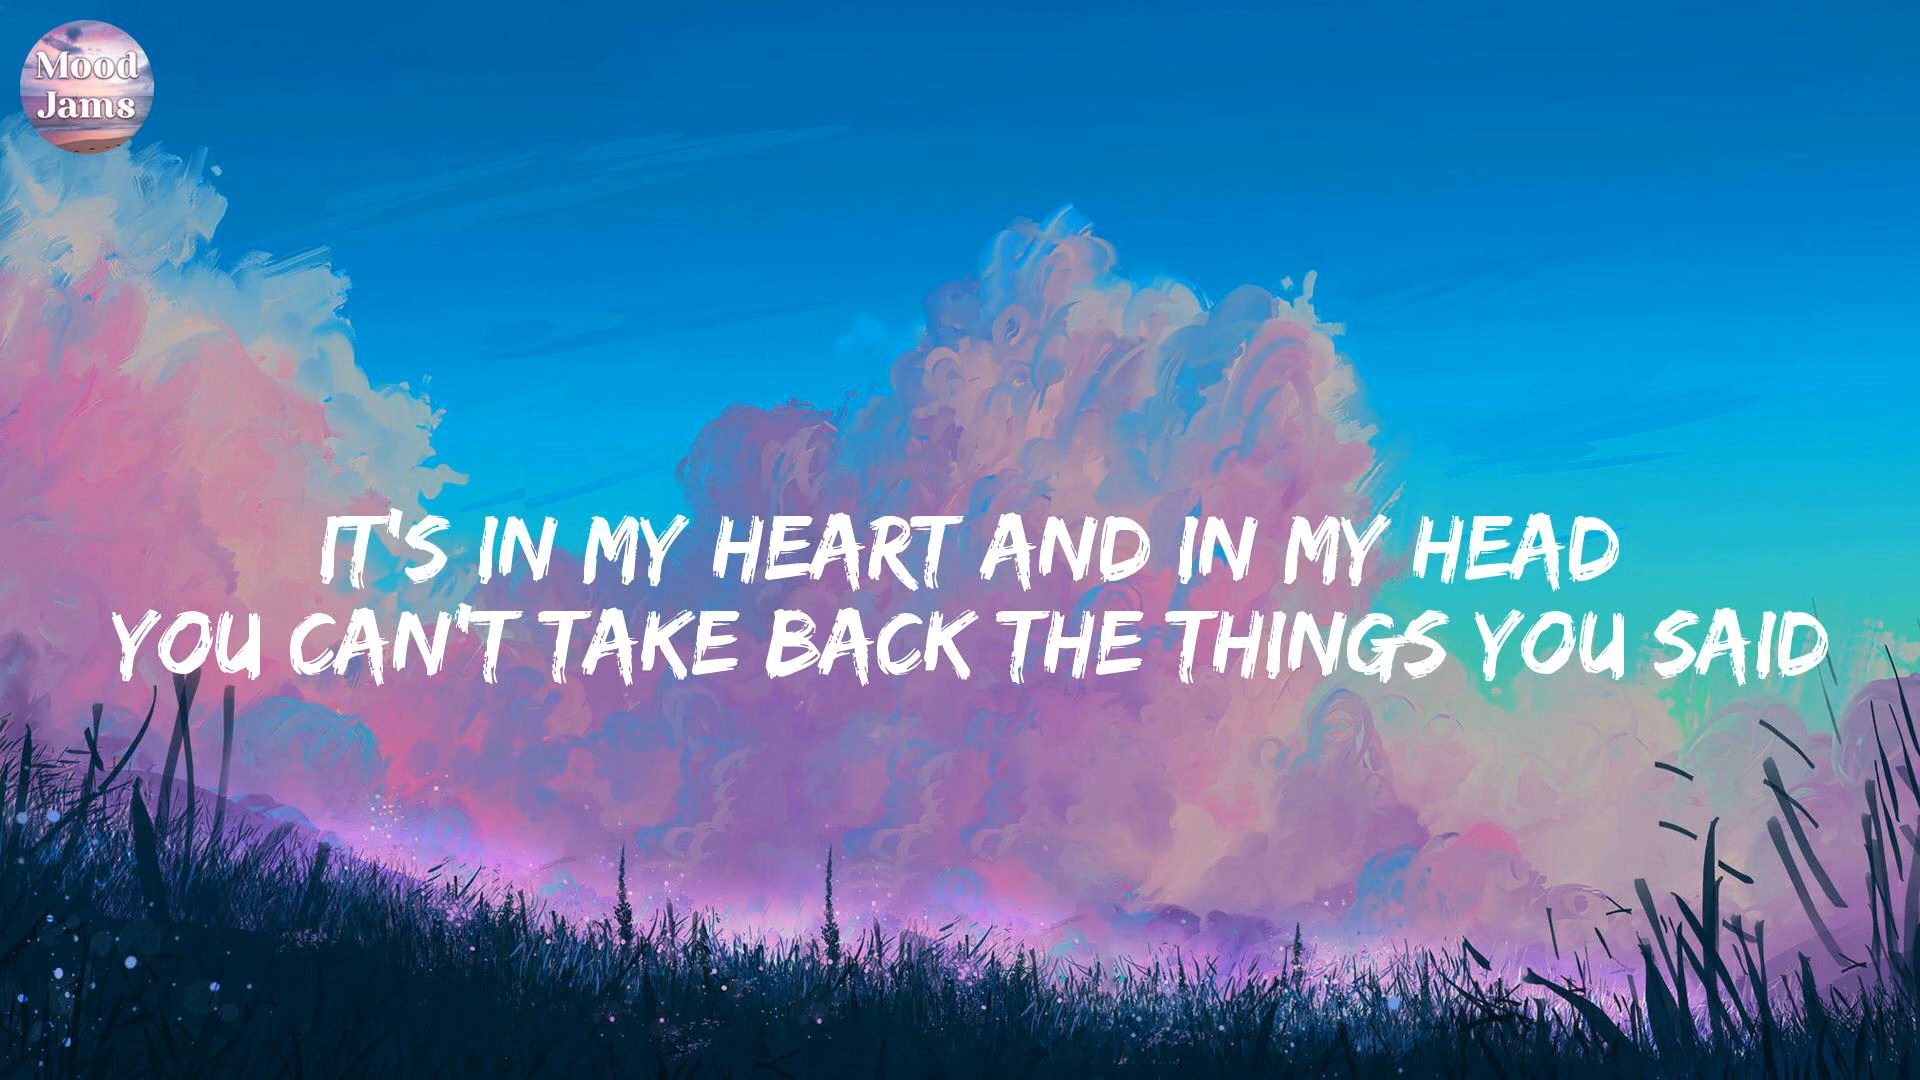 Mood
Jams
IT'S IN MY HEART AND IN MY HEAD
YOU CAN'T TAKE BACK THE THINGS YOU SAID